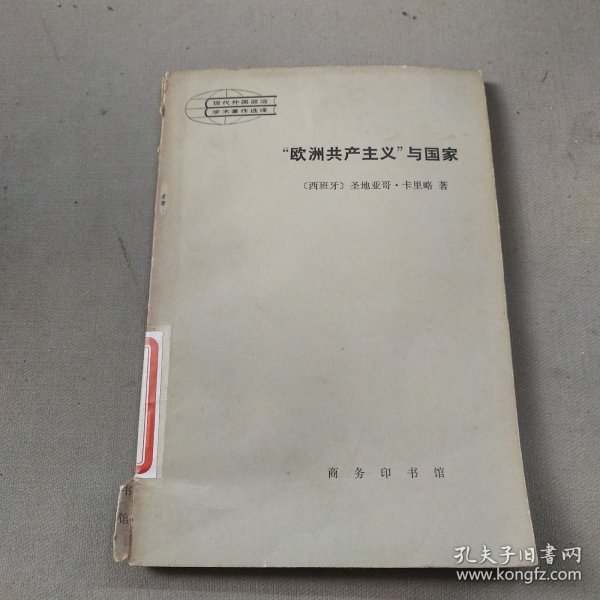 现代外国政治
学术著作选译
“欧洲共产主义”与国家
〔西班牙〕圣地亚哥·卡里略 著
商务印书馆
书
馆
孔夫子旧书网
www.kongfz.com